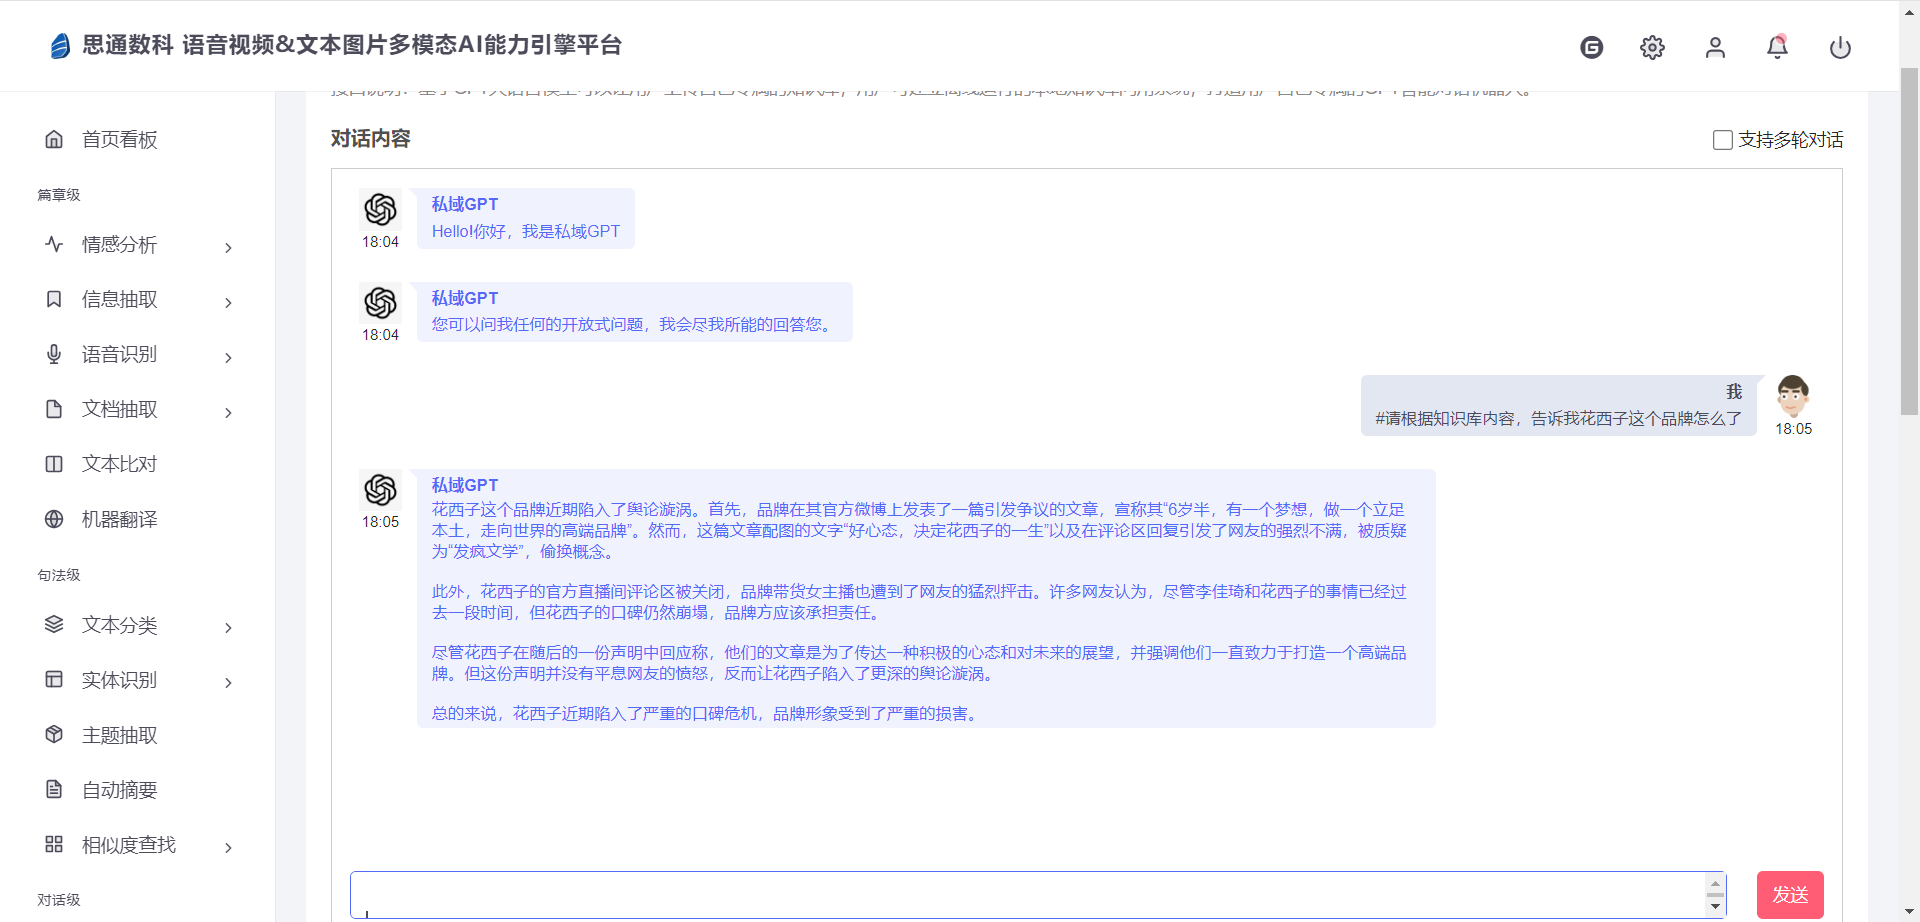 思通数科 语音视频&文本图片多模态AI能力引擎平台
首页看板
篇章级
情感分析
信息抽取
语音识别
文档抽取
文本比对
机器翻译
句法级
文本分类
实体识别
主题抽取
自动摘要
相似度查找
对话级
对话内容
支持多轮对话
私域GPT
Hello!你好，我是私域GPT
18:04
私域GPT
您可以问我任何的开放式问题，我会尽我所能的回答您。
18:04
我
#请根据知识库内容，告诉我花西子这个品牌怎么了
18:05
私域GPT
18:05
花西子这个品牌近期陷入了舆论漩涡。首先，品牌在其官方微博上发表了一篇引发争议的文章，宣称其“6岁半，有一个梦想，做一个立足
本土，走向世界的高端品牌”。然而，这篇文章配图的文字“好心态，决定花西子的一生”以及在评论区回复引发了网友的强烈不满，被质疑
为“发疯文学”，偷换概念。
此外，花西子的官方直播间评论区被关闭，品牌带货女主播也遭到了网友的猛烈抨击。许多网友认为，尽管李佳琦和花西子的事情已经过
去一段时间，但花西子的口碑仍然崩塌，品牌方应该承担责任。
尽管花西子在随后的一份声明中回应称，他们的文章是为了传达一种积极的心态和对未来的展望，并强调他们一直致力于打造一个高端品
牌。但这份声明并没有平息网友的愤怒，反而让花西子陷入了更深的舆论漩涡。
总的来说，花西子近期陷入了严重的口碑危机，品牌形象受到了严重的损害。
发送